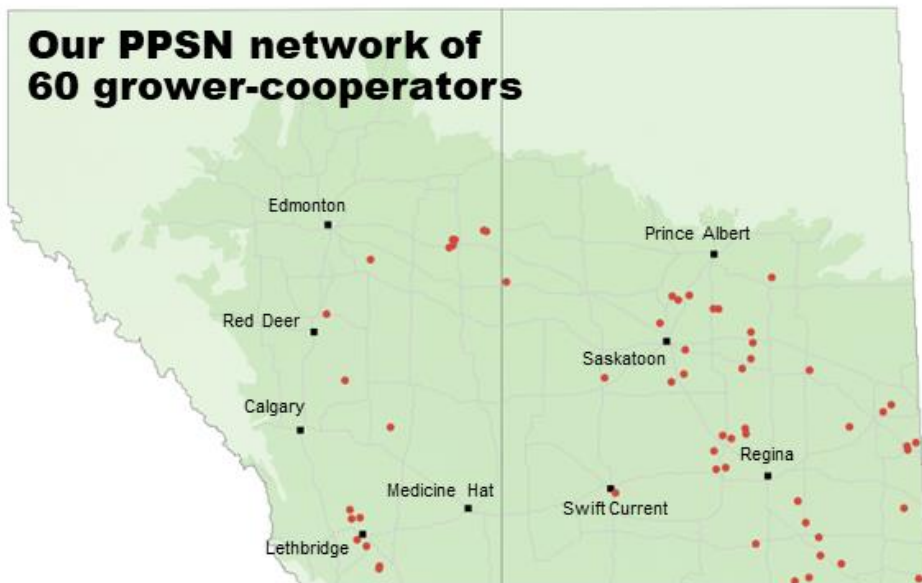 Our PPSN network of
60 grower-cooperators
Edmonton
Prince Albert
Red Deer
Saskatoon
Calgary
Regina
Medicine Hat
Swift Current
Lethbridge